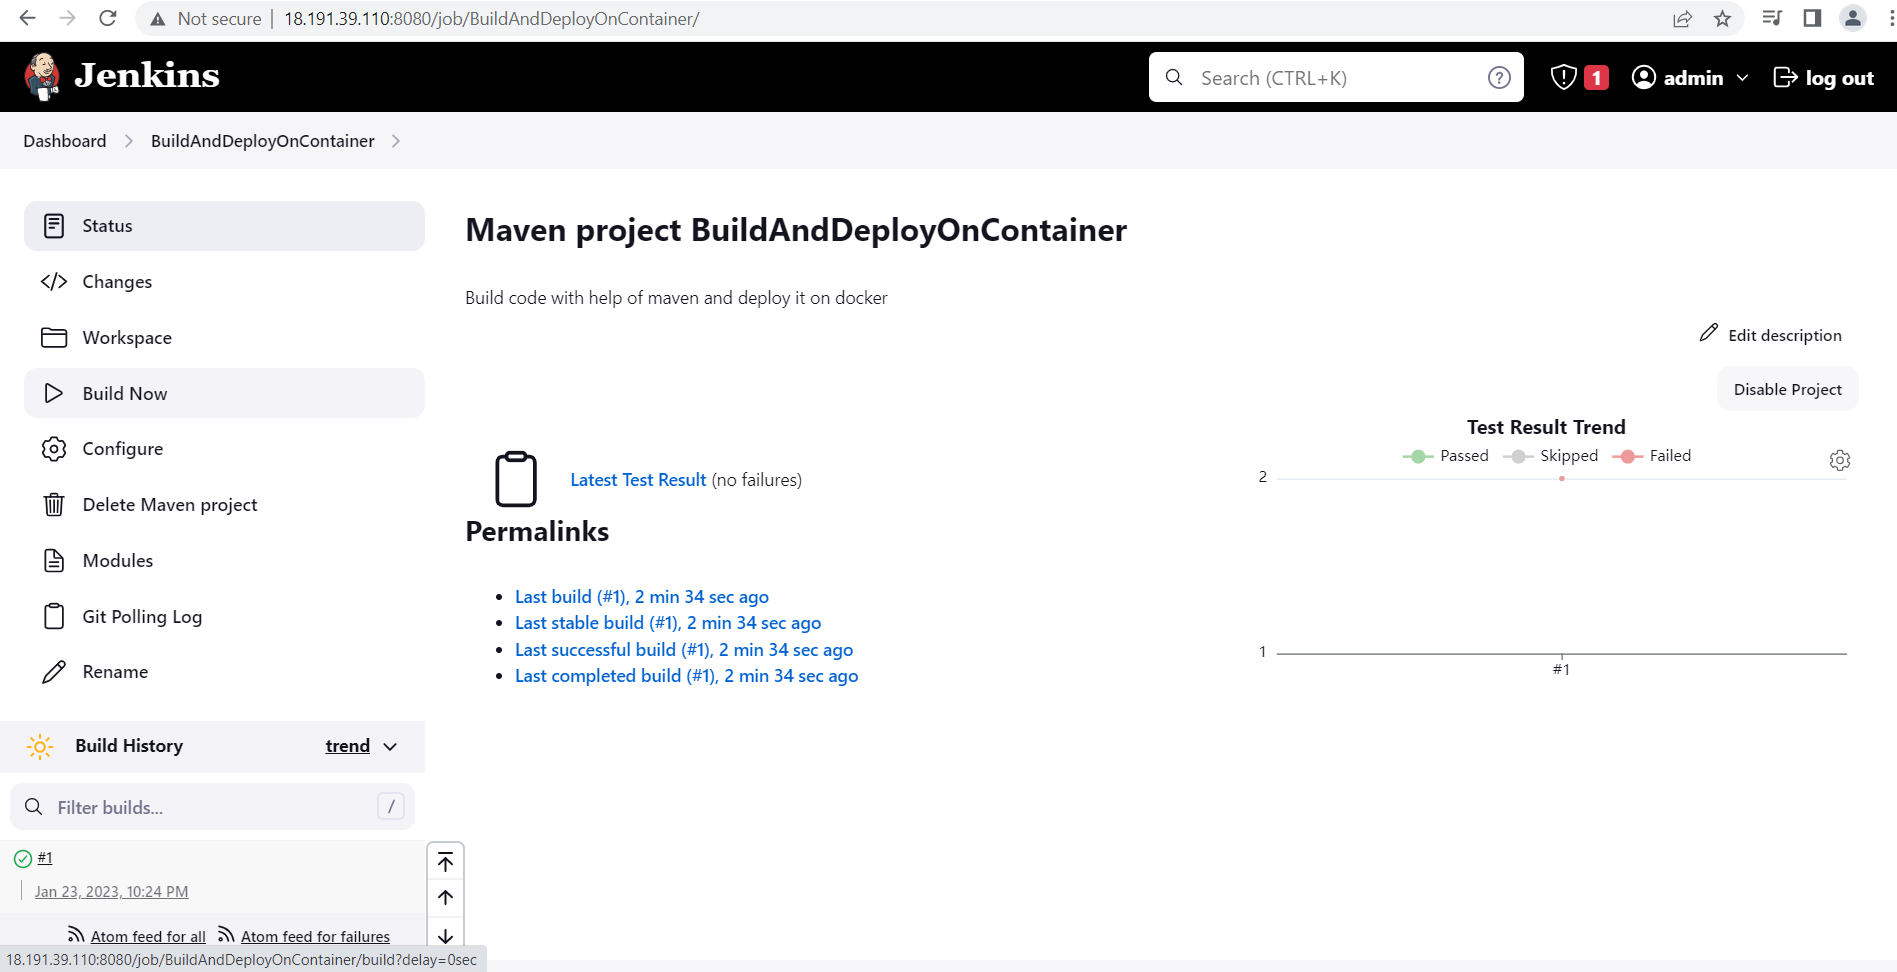 Not secure | 18.191.39.110:8080/job/BuildAndDeployOnContainer/
Jenkins
Search (CTRL+K)
?
1
admin
log out
Dashboard
BuildAndDeployOnContainer
Status
Changes
Workspace
Build Now
Configure
Delete Maven project
Modules
Git Polling Log
Rename
Build History
trend
Filter builds...
/
#1
Jan 23, 2023, 10:24 PM
Atom feed for all
Atom feed for failures
18.191.39.110:8080/job/BuildAndDeployOnContainer/build?delay=0sec
Maven project BuildAndDeployOnContainer
Build code with help of maven and deploy it on docker
Edit description
Disable Project
Latest Test Result (no failures)
Permalinks
Last build (#1), 2 min 34 sec ago
Last stable build (#1), 2 min 34 sec ago
Last successful build (#1), 2 min 34 sec ago
Last completed build (#1), 2 min 34 sec ago
Test Result Trend
Passed Skipped Failed
2
1
#1